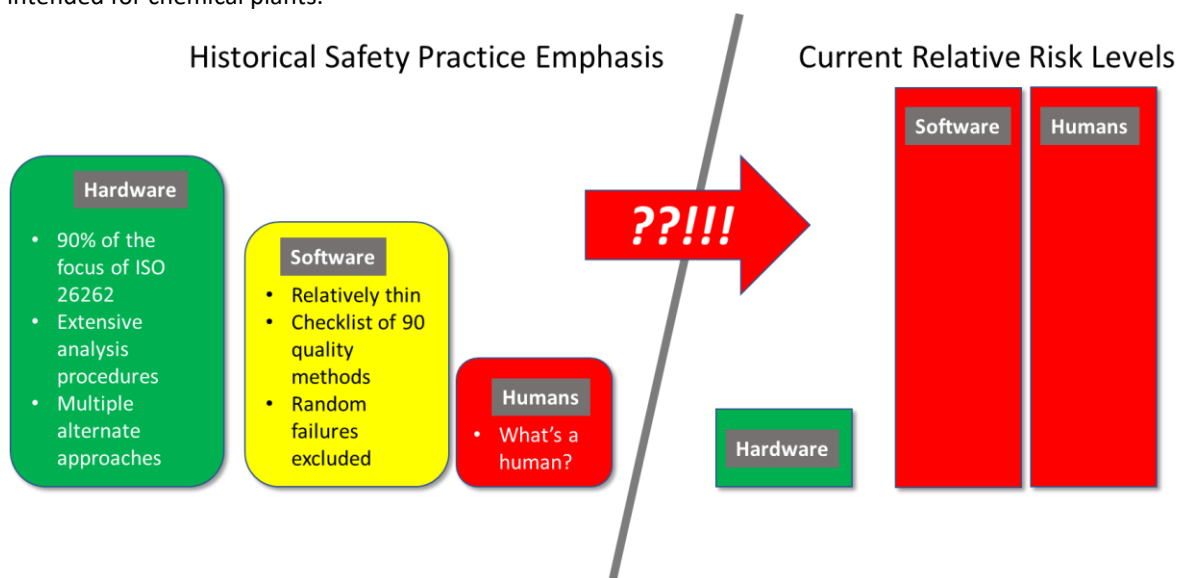 intended for chemical plants.
Historical Safety Practice Emphasis
Current Relative Risk Levels
Hardware
• 90% of the
focus of ISO
26262
• Extensive
analysis
procedures
• Multiple
alternate
approaches
Software
• Relatively thin
• Checklist of 90
quality
methods
• Random
failures
excluded
Humans
• What's a
human?
??!!!
Hardware
Software
Humans